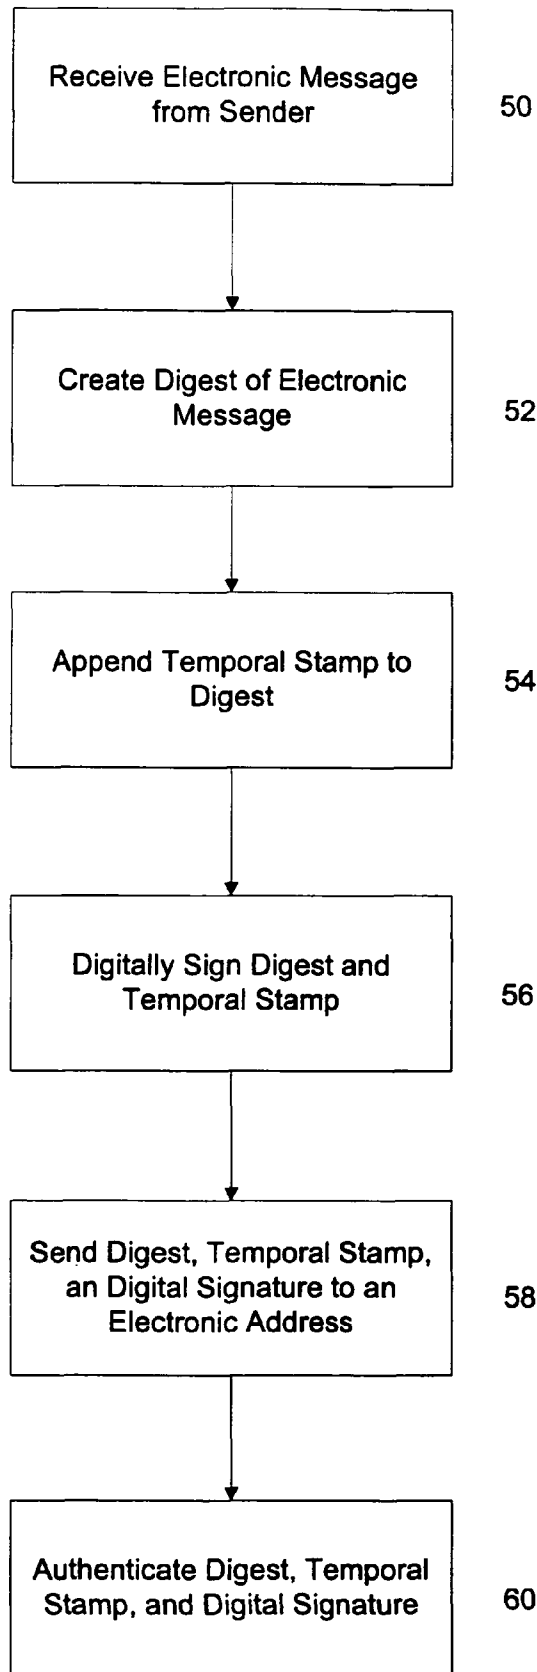 Receive Electronic Message
from Sender
50
Create Digest of Electronic
Message
52
Append Temporal Stamp to
Digest
54
Digitally Sign Digest and
Temporal Stamp
56
Send Digest, Temporal Stamp,
an Digital Signature to an
Electronic Address
58
Authenticate Digest, Temporal
Stamp, and Digital Signature
60